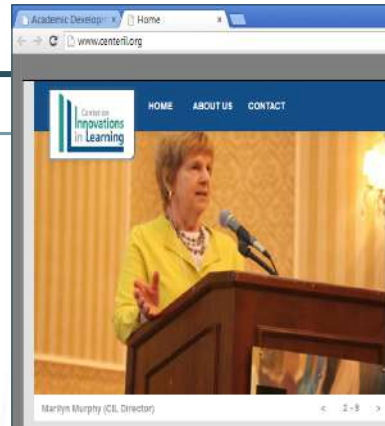 Academic Developm
Home
www.centeril.org
Center on
Innovations
in Learning
HOME ABOUT US CONTACT
Marilyn Murphy (CIL Director)
< 2-9 >